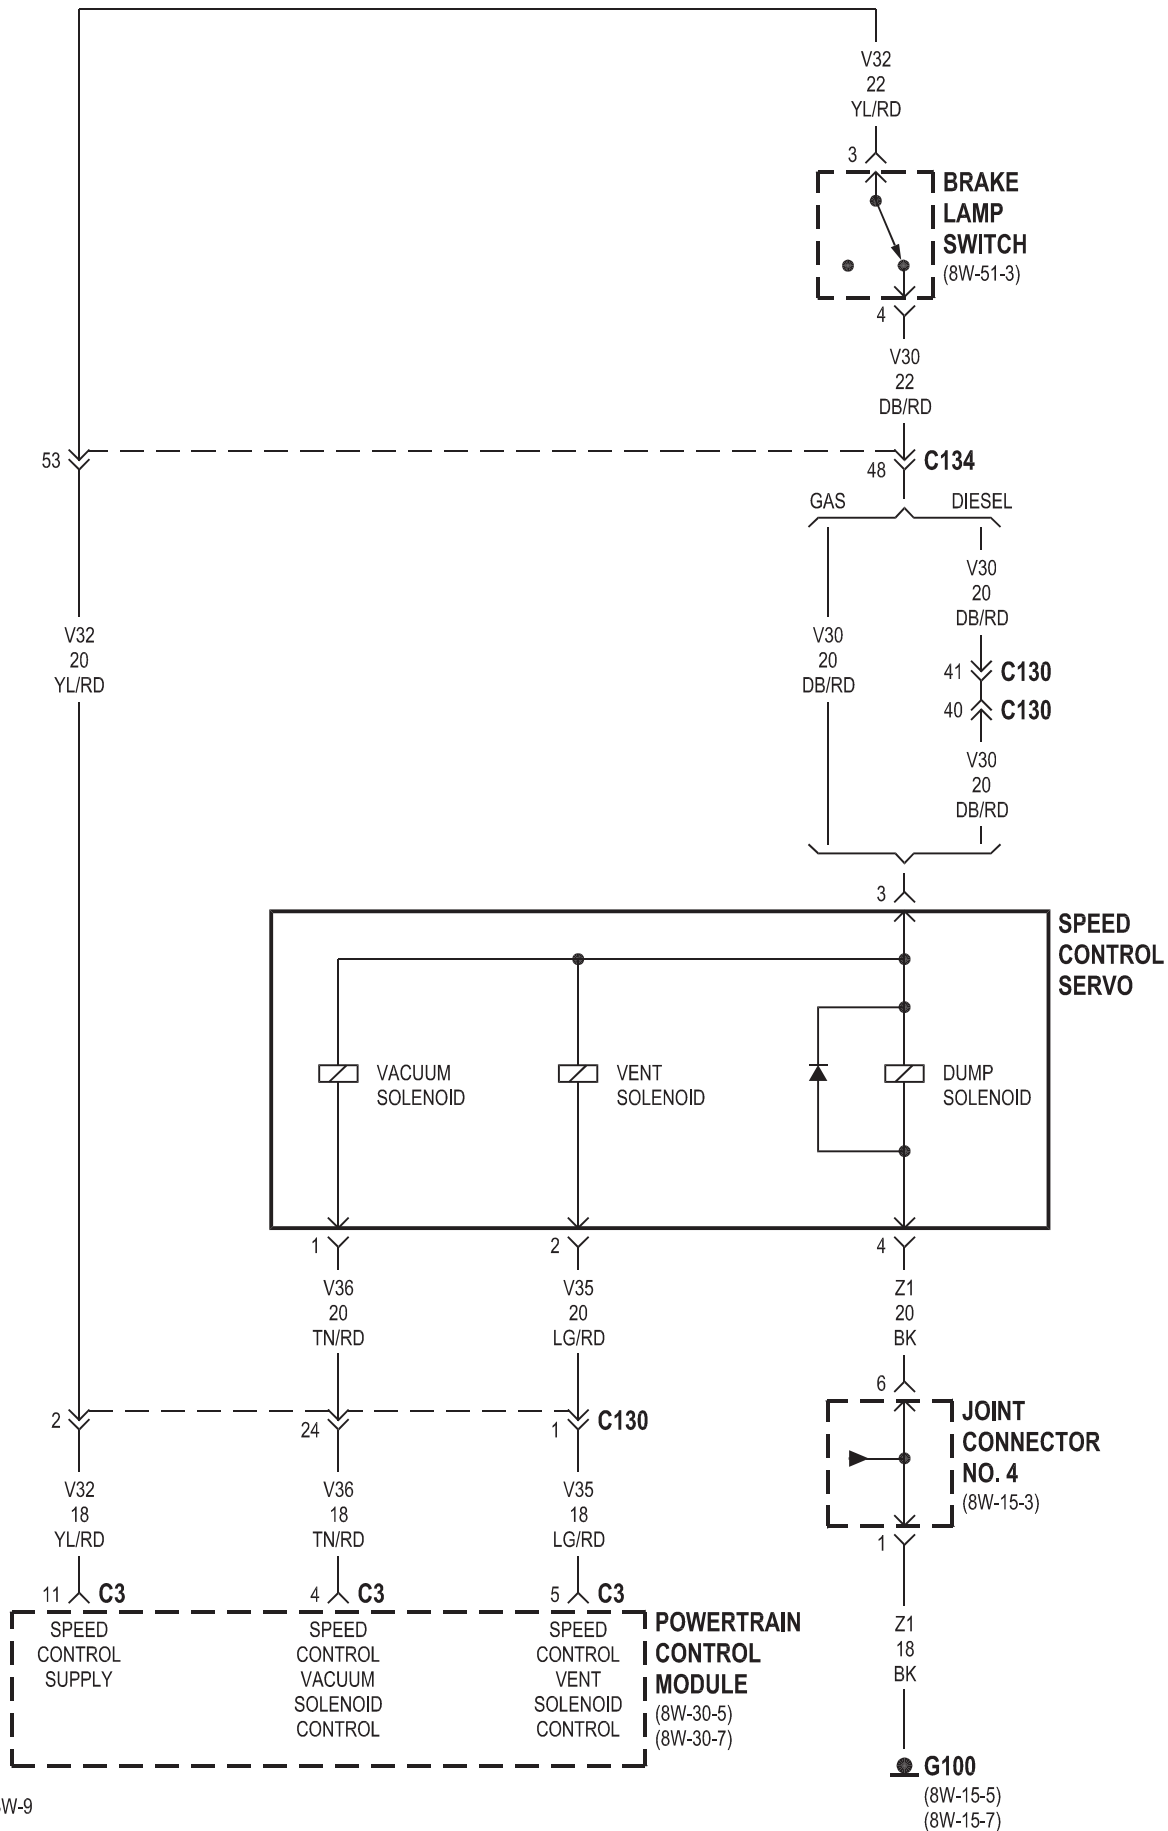 V32
22
YL/RD
3
BRAKE
LAMP
SWITCH
(8W-51-3)
4
V30
22
DB/RD
53
48
C134
GAS
DIESEL
V30
20
DB/RD
V32
20
YL/RD
V30
20
DB/RD
41
C130
40
C130
V30
20
DB/RD
3
SPEED
CONTROL
SERVO
VACUUM
SOLENOID
VENT
SOLENOID
DUMP
SOLENOID
1
2
4
V36
20
TN/RD
V35
20
LG/RD
Z1
20
BK
6
2
24
1
C130
JOINT
CONNECTOR
NO. 4
(8W-15-3)
V32
18
YL/RD
V36
18
TN/RD
V35
18
LG/RD
1
11
C3
4
C3
5
C3
SPEED
CONTROL
SUPPLY
SPEED
CONTROL
VACUUM
SOLENOID
CONTROL
SPEED
CONTROL
VENT
SOLENOID
CONTROL
POWERTRAIN
CONTROL
MODULE
(8W-30-5)
(8W-30-7)
Z1
18
BK
G100
(8W-15-5)
(8W-15-7)
W-9